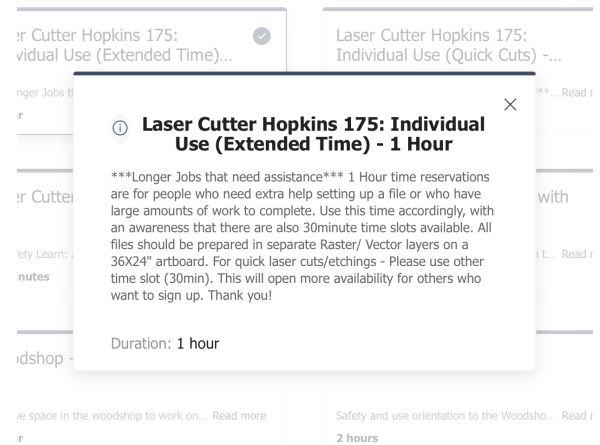 er Cutter Hopkins 175:
vidual Use (Extended Time)...
Laser Cutter Hopkins 175:
Individual Use (Quick Cuts) -...
nger Jobs t
**... Read
r
Laser Cutter Hopkins 175: Individual
Use (Extended Time) - 1 Hour
***Longer Jobs that need assistance*** 1 Hour time reservations
are for people who need extra help setting up a file or who have
large amounts of work to complete. Use this time accordingly, with
an awareness that there are also 30minute time slots available. All
files should be prepared in separate Raster/ Vector layers on a
36X24" artboard. For quick laser cuts/etchings - Please use other
time slot (30min). This will open more availability for others who
want to sign up. Thank you!
Duration: 1 hour
er Cutter
with
fety Learn:
t... Read
inutes
odshop -
ve space in the woodshop to work on... Read more
Safety and use orientation to the Woodsho... Read
r
2 hours